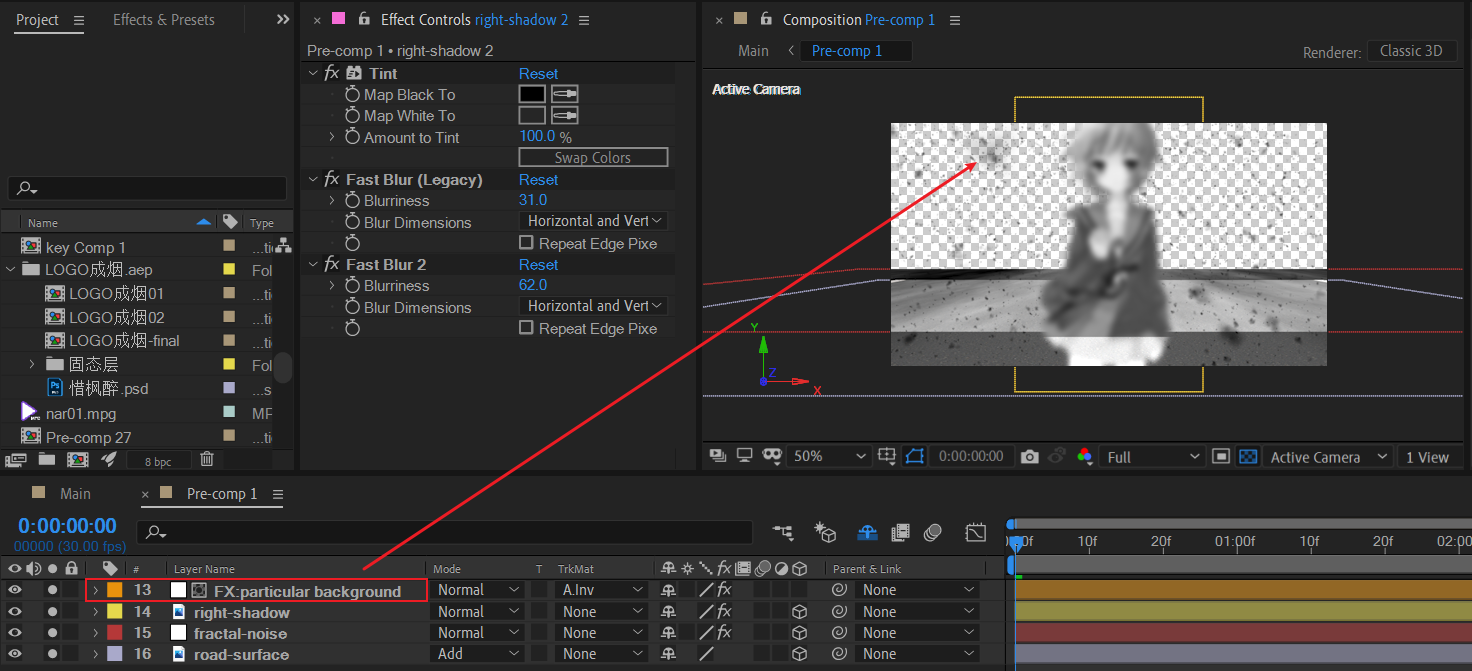 Project
Effects & Presets
Name
Type
key Comp 1
...ti
LOGO成烟.aep
Fol
LOGO成烟01
...ti
LOGO成烟02
...ti
LOGO成烟-final
...ti
固态层
Fol
惜枫醉.psd
...s
nar01.mpg
MF
Pre-comp 27
...ti
8 bpc
Effect Controls right-shadow 2
Pre-comp 1 • right-shadow 2
fx Tint Reset
Map Black To
Map White To
Amount to Tint 100.0 %
Swap Colors
fx Fast Blur (Legacy) Reset
Blurriness 31.0
Blur Dimensions Horizontal and Vert
Repeat Edge Pixe
fx Fast Blur 2 Reset
Blurriness 62.0
Blur Dimensions Horizontal and Vert
Repeat Edge Pixe
Composition Pre-comp 1
Main < Pre-comp 1
Renderer: Classic 3D
Active Camera
Y
Z
X
50% 0:00:00:00 Full Active Camera 1 View
Main
Pre-comp 1
0:00:00:00
00000 (30.00 fps)
# Layer Name Mode T TrkMat fx Parent & Link
13 FX:particular background Normal A.Inv fx None
14 right-shadow Normal None fx None
15 fractal-noise Normal None fx None
16 road-surface Add None None
10f 20f 01:00f 10f 20f 02:00